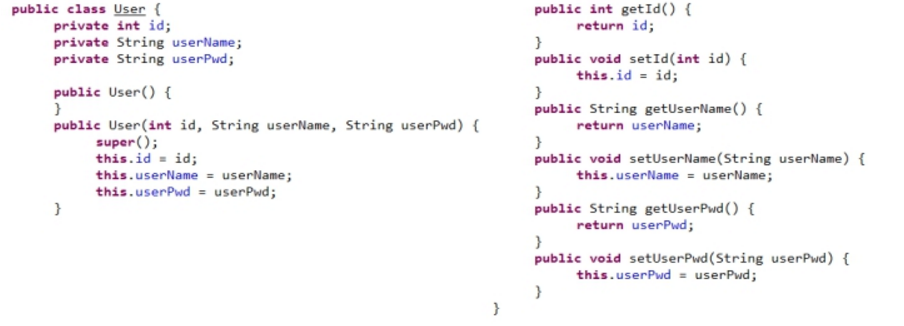 public class User {
private int id;
private String userName;
private String userPwd;
public User() {
}
public User(int id, String userName, String userPwd) {
super();
this.id = id;
this.userName = userName;
this.userPwd = userPwd;
}
public int getId() {
return id;
}
public void setId(int id) {
this.id = id;
}
public String getUserName() {
return userName;
}
public void setUserName(String userName) {
this.userName = userName;
}
public String getUserPwd() {
return userPwd;
}
public void setUserPwd(String userPwd) {
this.userPwd = userPwd;
}
}